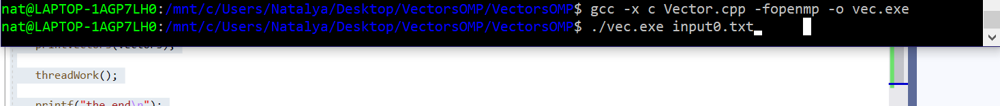 nat@LAPTOP-1AGP7LH0:/mnt/c/Users/Natalya/Desktop/VectorsOMP/VectorsOMP$ gcc -x c Vector.cpp -fopenmp -o vec.exe
nat@LAPTOP-1AGP7LH0:/mnt/c/Users/Natalya/Desktop/VectorsOMP/VectorsOMP$ ./vec.exe input0.txt
printVectors(vectors);
threadWork();
printf("the end\n");